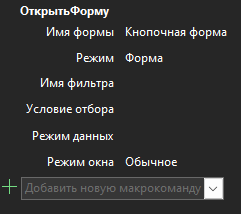 ОткрытьФорму
Имя формы Кнопочная форма
Режим Форма
Имя фильтра
Условие отбора
Режим данных
Режим окна Обычное
Добавить новую макрокоманду